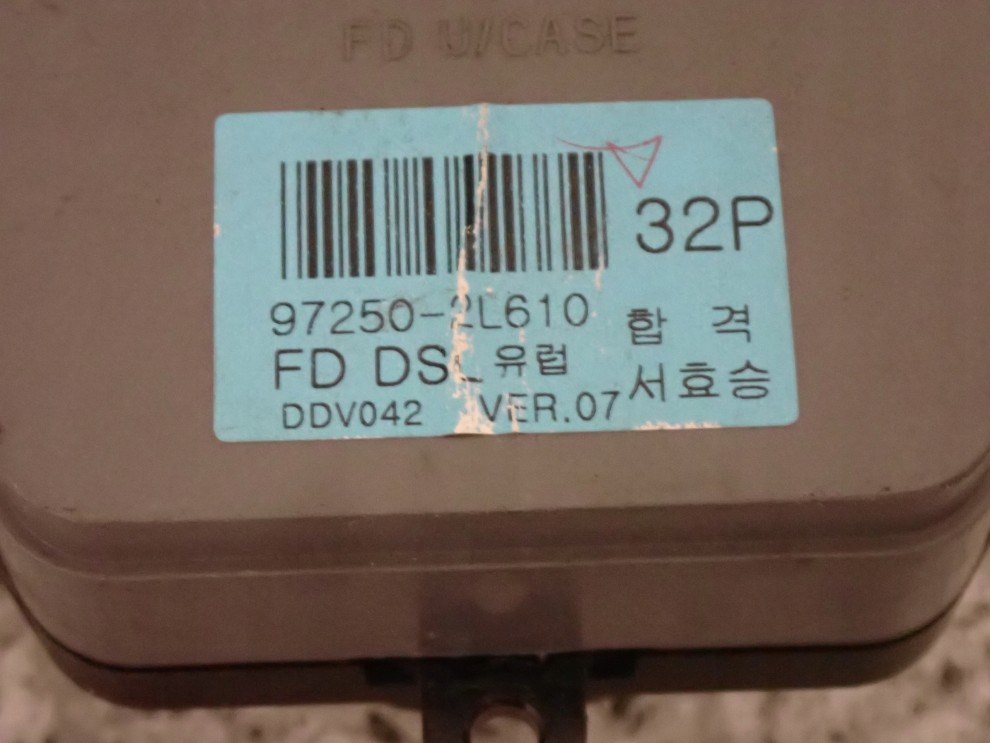 FD U/CASE
32P
97250-2L610
합 격
FD DSL 유럽
서효승
DDV042 VER.07